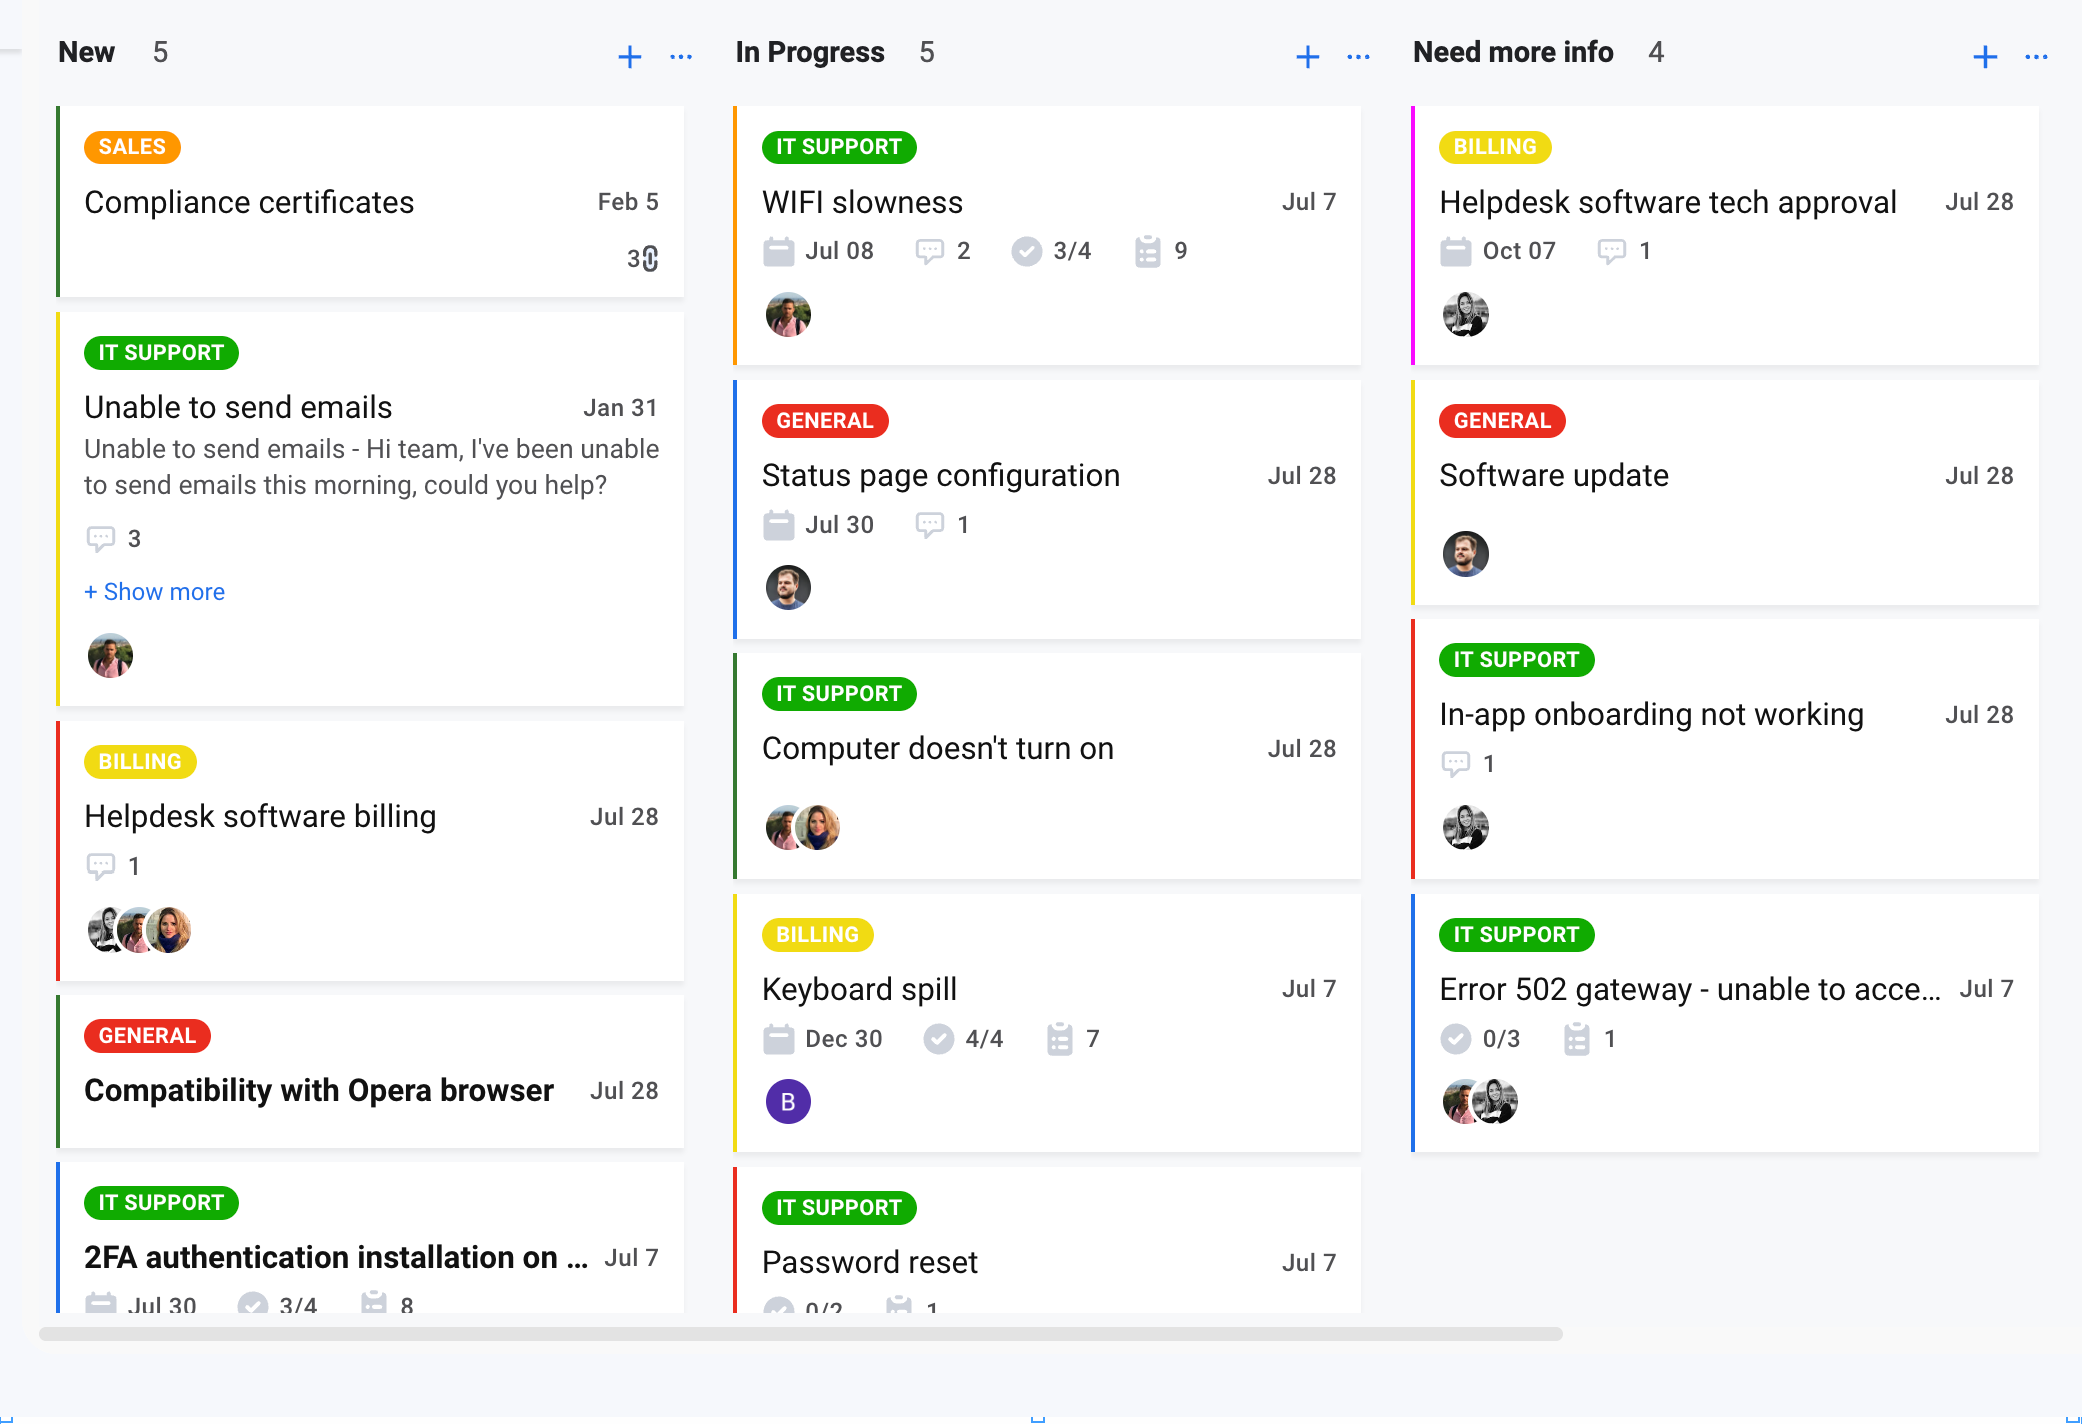 New 5
SALES
Compliance certificates Feb 5
3
IT SUPPORT
Unable to send emails Jan 31
Unable to send emails - Hi team, I've been unable
to send emails this morning, could you help?
3
+ Show more
BILLING
Helpdesk software billing Jul 28
1
GENERAL
Compatibility with Opera browser Jul 28
IT SUPPORT
2FA authentication installation on ... Jul 7
Jul 30 3/4 8
In Progress 5
IT SUPPORT
WIFI slowness Jul 7
Jul 08 2 3/4 9
GENERAL
Status page configuration Jul 28
Jul 30 1
IT SUPPORT
Computer doesn't turn on Jul 28
BILLING
Keyboard spill Jul 7
Dec 30 4/4 7
B
IT SUPPORT
Password reset Jul 7
0/2 1
Need more info 4
BILLING
Helpdesk software tech approval Jul 28
Oct 07 1
GENERAL
Software update Jul 28
IT SUPPORT
In-app onboarding not working Jul 28
1
IT SUPPORT
Error 502 gateway - unable to acce... Jul 7
0/3 1